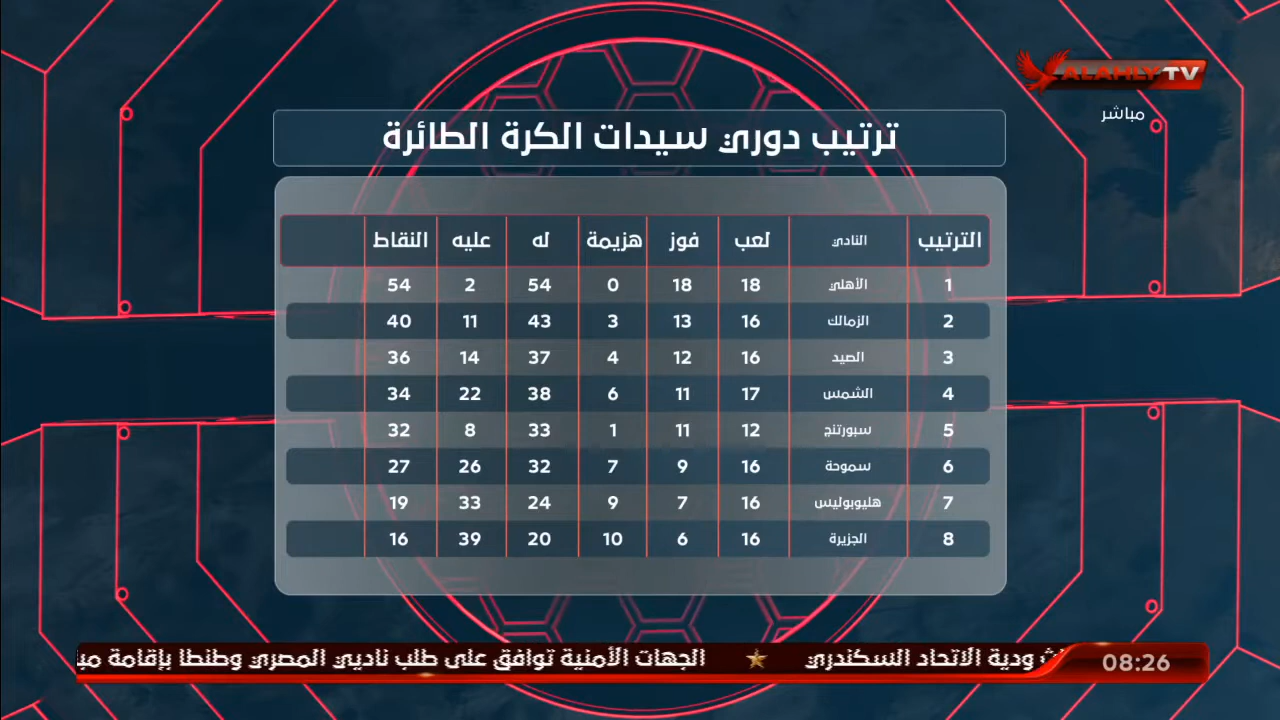 ALAHLY TV
مباشر
ترتيب دوري سيدات الكرة الطائرة
الترتيب النادي لعب فوز هزيمة له عليه النقاط
1 الأهلي 18 18 0 54 2 54
2 الزمالك 16 13 3 43 11 40
3 الصيد 16 12 4 37 14 36
4 الشمس 17 11 6 38 22 34
5 سبورتنج 12 11 1 33 8 32
6 سموحة 16 9 7 32 26 27
7 هليوبوليس 16 7 9 24 33 19
8 الجزيرة 16 6 10 20 39 16
ودية الاتحاد السكندري ★ الجهات الأمنية توافق على طلب ناديي المصري وطنطا بإقامة
08:26